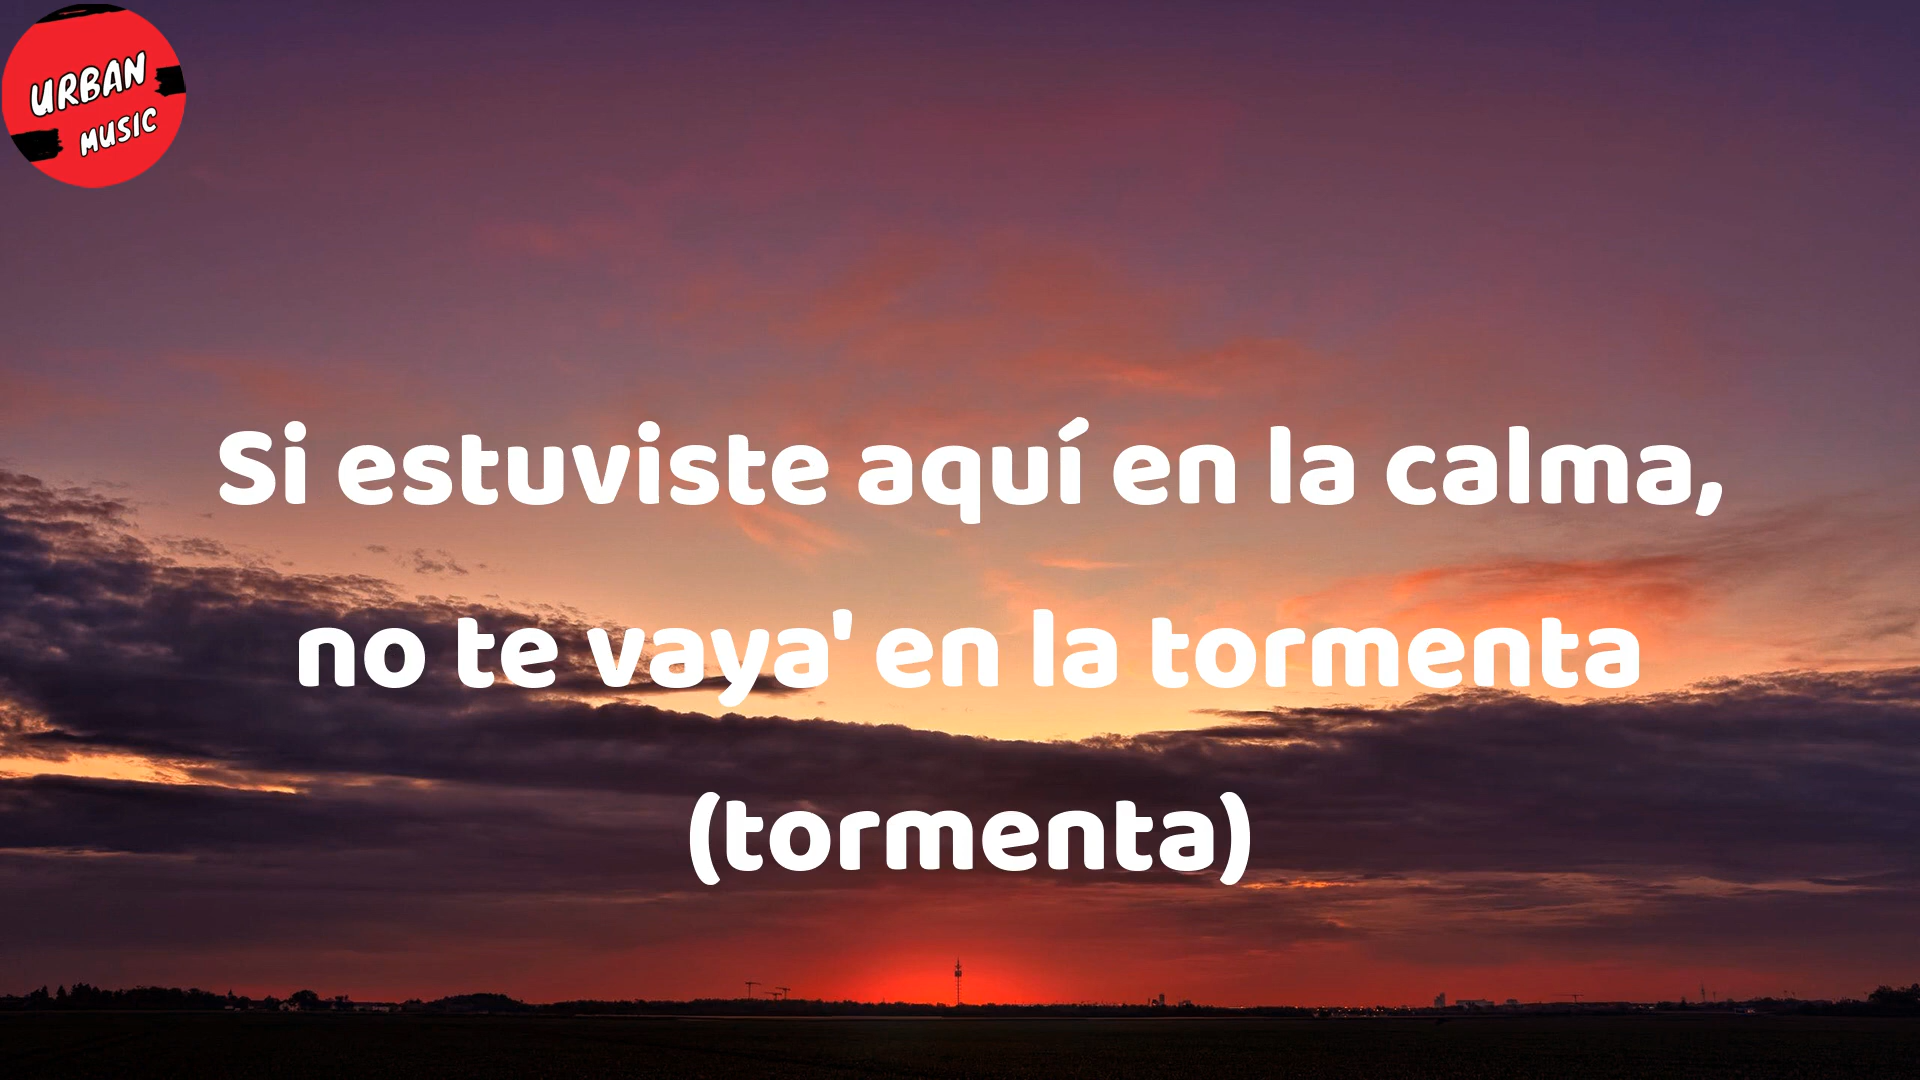 URBAN
MUSIC
Si estuviste aquí en la calma,
no te vaya' en la tormenta
(tormenta)